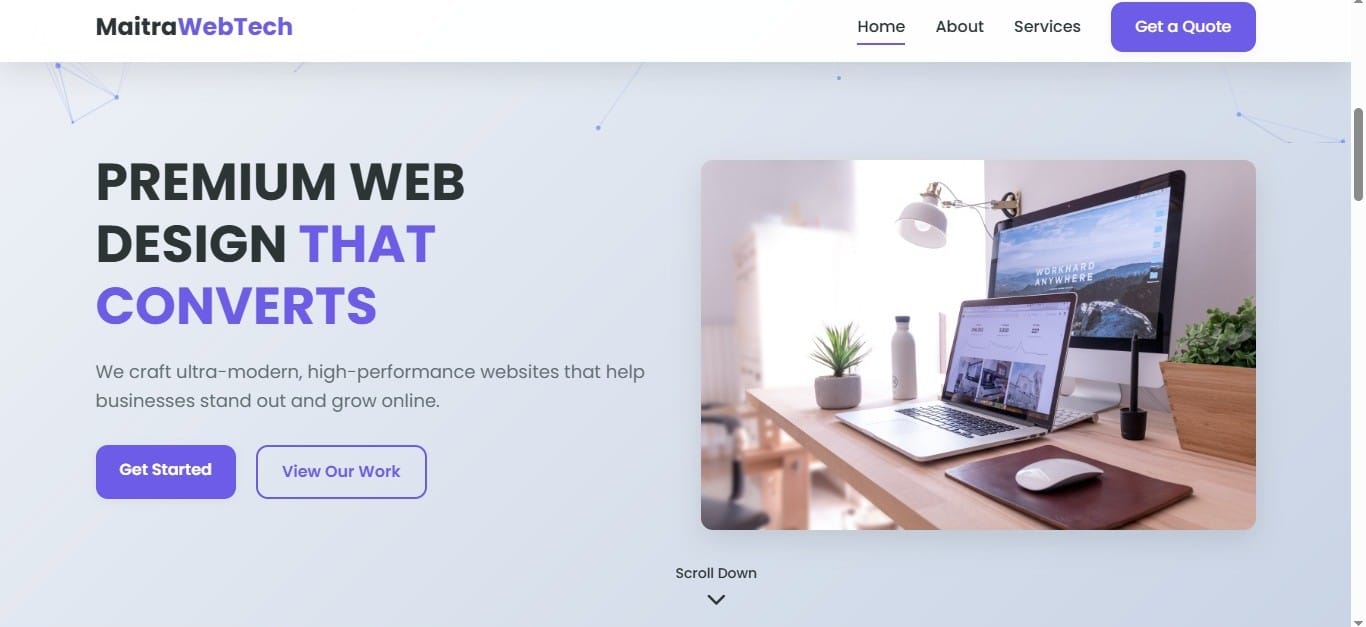 MaitraWebTech
Home About Services Get a Quote
PREMIUM WEB
DESIGN THAT
CONVERTS
We craft ultra-modern, high-performance websites that help
businesses stand out and grow online.
Get Started View Our Work
WORKHARD
ANYWHERE
Scroll Down